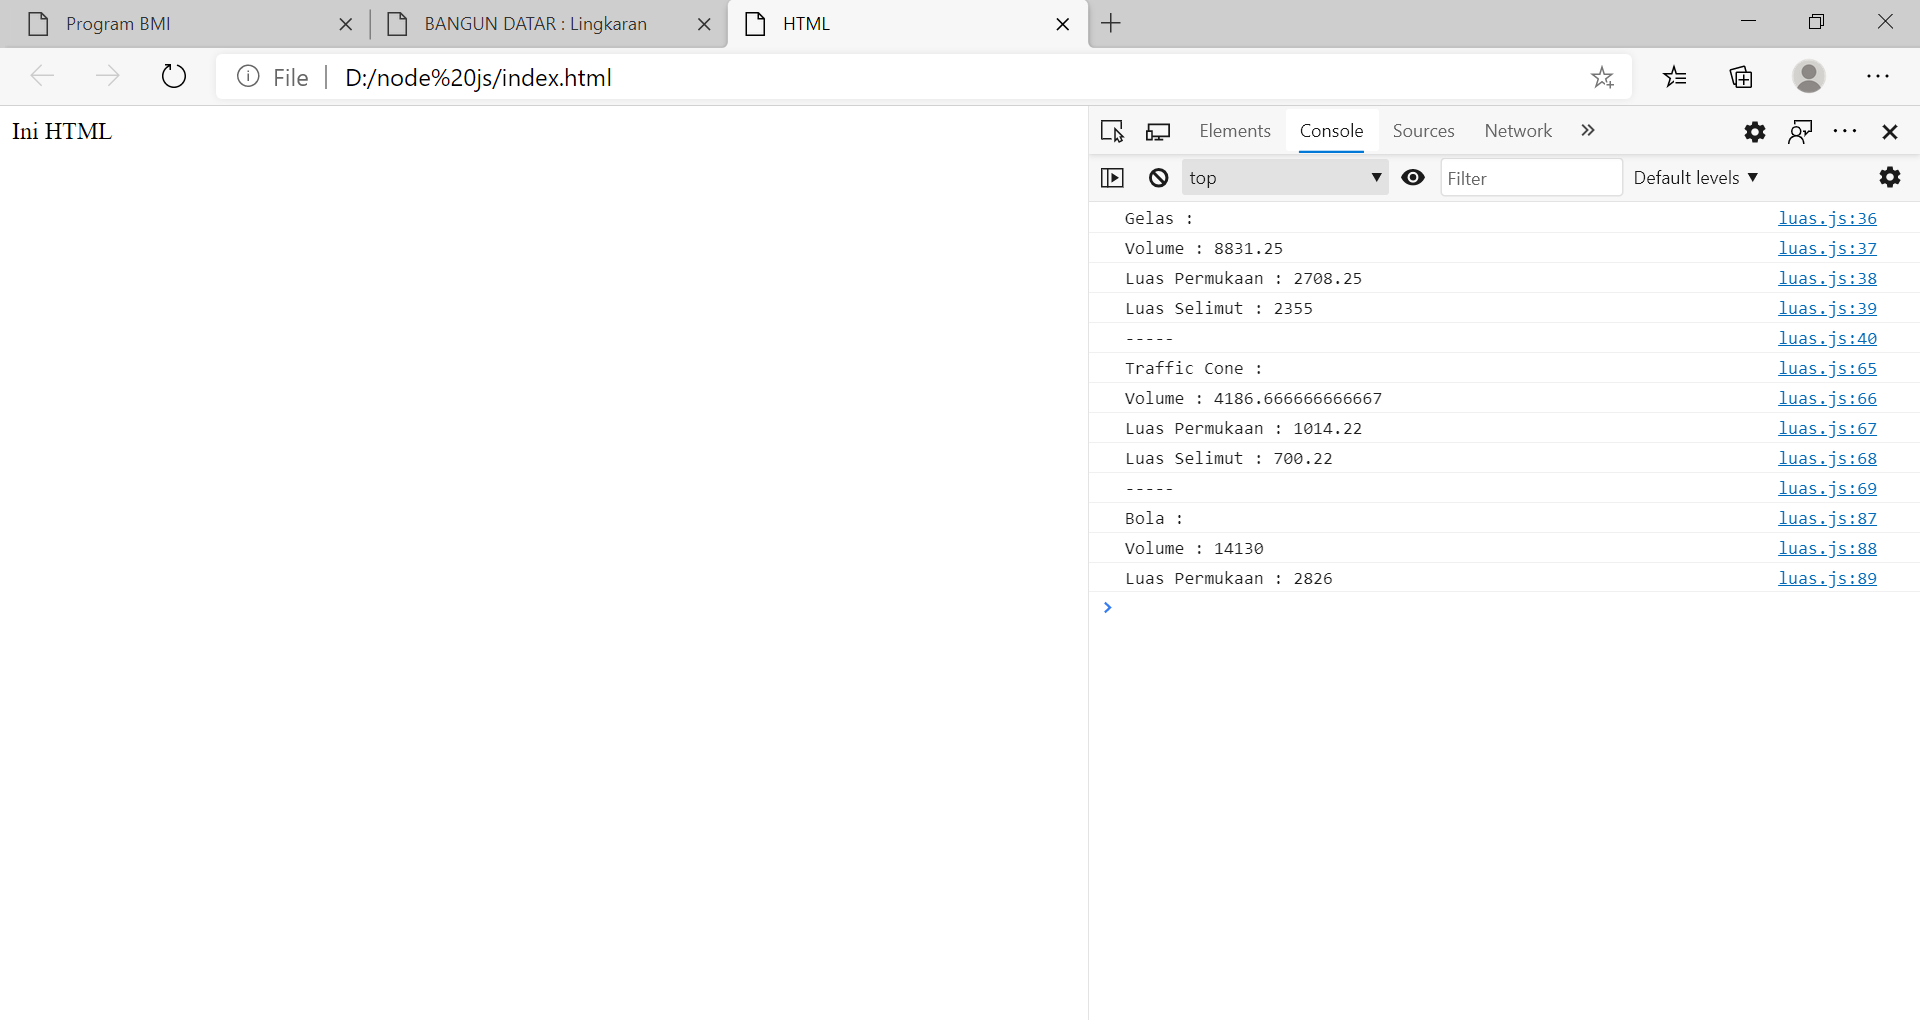 Program BMI
BANGUN DATAR : Lingkaran
HTML
File
D:/node%20js/index.html
Ini HTML
Elements Console Sources Network
top Filter Default levels
Gelas : luas.js:36
Volume : 8831.25 luas.js:37
Luas Permukaan : 2708.25 luas.js:38
Luas Selimut : 2355 luas.js:39
----- luas.js:40
Traffic Cone : luas.js:65
Volume : 4186.666666666667 luas.js:66
Luas Permukaan : 1014.22 luas.js:67
Luas Selimut : 700.22 luas.js:68
----- luas.js:69
Bola : luas.js:87
Volume : 14130 luas.js:88
Luas Permukaan : 2826 luas.js:89